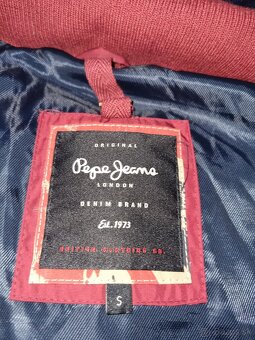 ORIGINAL
Pepe Jeans
LONDON
DENIM BRAND
Est. 1973
BRITISH CLOTHING CO.
S